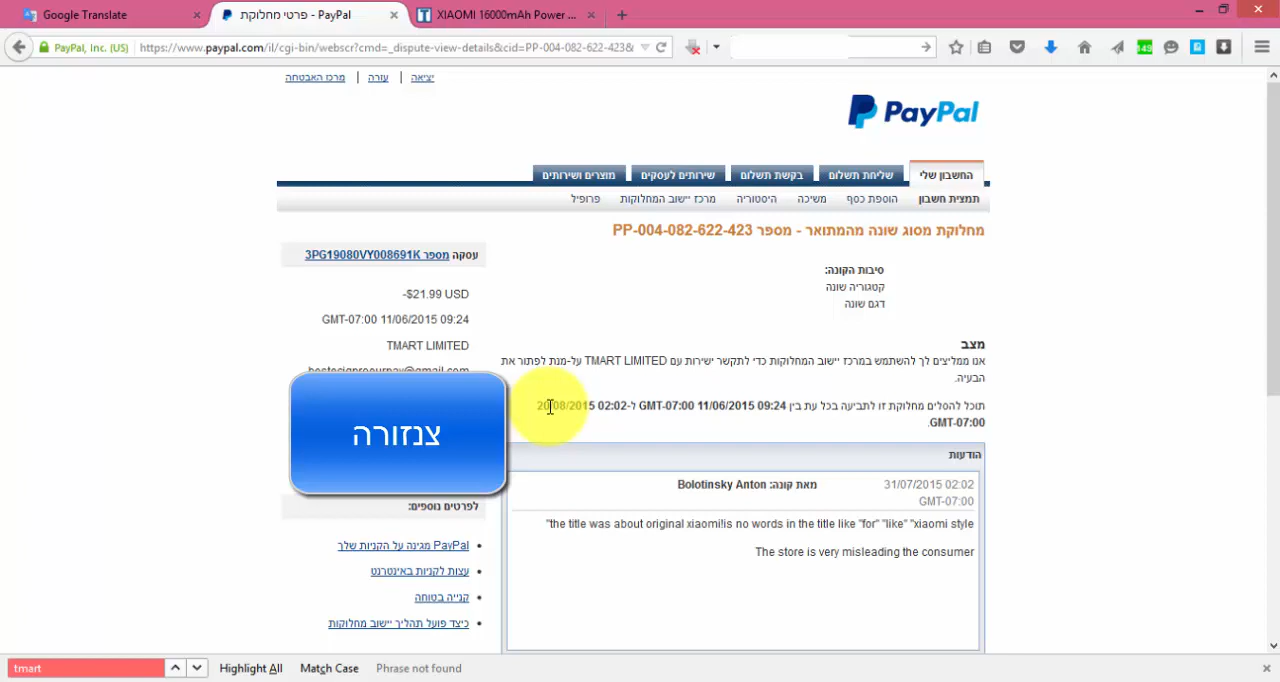 Google Translate
פרטי מחלוקת - PayPal
XIAOMI 16000mAh Power ...
PayPal, Inc. (US)
https://www.paypal.com/il/cgi-bin/webscr?cmd=_dispute-view-details&cid=PP-004-082-622-423&
149
יציאה | עזרה | מרכז האבטחה
PayPal
החשבון שלי
שליחת תשלום
בקשת תשלום
שירותים לעסקים
מוצרים ושירותים
תמצית חשבון
הוספת כסף
משיכה
היסטוריה
מרכז יישוב המחלוקות
פרופיל
מחלוקת מסוג שונה מהמתואר - מספר PP-004-082-622-423
סיבות הקונה:
קטגוריה שונה
דגם שונה
מצב
אנו ממליצים לך להשתמש במרכז יישוב המחלוקות כדי לתקשר ישירות עם TMART LIMITED על-מנת לפתור את
הבעיה.
תוכל להסלים מחלוקת זו לתביעה בכל עת בין 09:24 11/06/2015 GMT-07:00 ל-02:02 20/08/2015
GMT-07:00.
הודעות
31/07/2015 02:02
GMT-07:00
מאת קונה: Bolotinsky Anton
"the title was about original xiaomi!is no words in the title like "for" "like" "xiaomi style
The store is very misleading the consumer
עסקה מספר 3PG19080VY008691K
-$21.99 USD
GMT-07:00 11/06/2015 09:24
TMART LIMITED
צנזורה
לפרטים נוספים:
• PayPal מגינה על הקניות שלך
• עצות לקניות באינטרנט
• קנייה בטוחה
• כיצד פועל תהליך יישוב מחלוקות
tmart
Highlight All
Match Case
Phrase not found